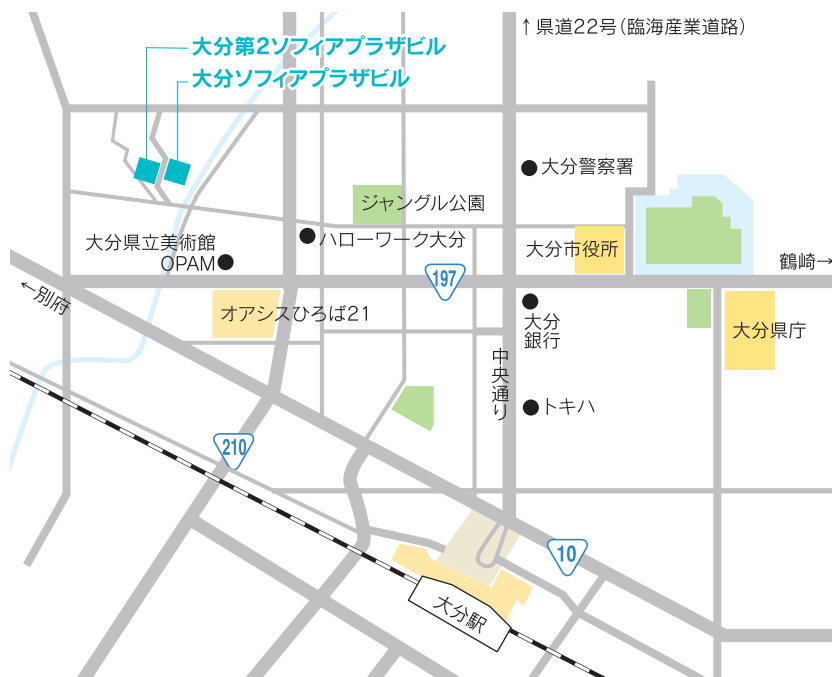 ↑県道22号(臨海産業道路)
大分第2ソフィアプラザビル
大分ソフィアプラザビル
大分警察署
ジャングル公園
大分県立美術館
OPAM
ハローワーク大分
大分市役所
鶴崎→
197
←別府
オアシスひろば21
大分
銀行
大分県庁
中央通り
トキハ
210
10
大分駅